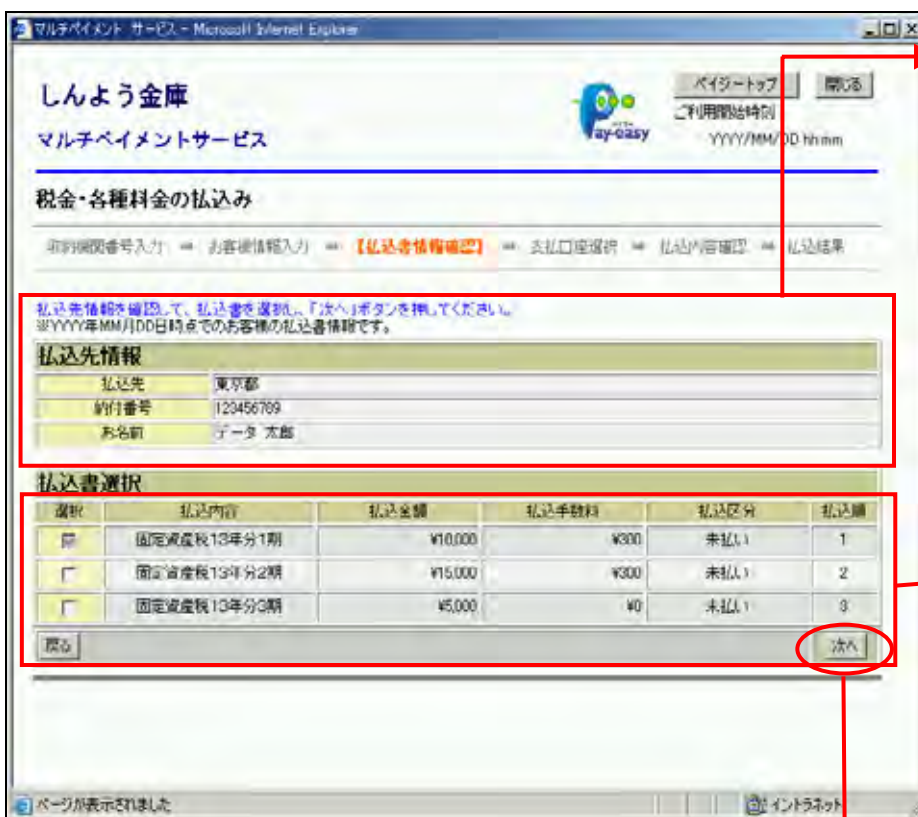 マルチペイメント サービス - Microsoft Internet Explorer
しんよう金庫
マルチペイメントサービス
Pay-easy
ペイジートップ 閉じる
ご利用開始時刻
YYYY/MM/DD hh:mm
税金・各種料金の払込み
収納機関番号入力 ⇒ お客様情報入力 ⇒ 【払込書情報確認】 ⇒ 支払口座選択 ⇒ 払込内容確認 ⇒ 払込結果
払込先情報を確認して、払込書を選択し、「次へ」ボタンを押してください。
※YYYY年MM月DD日時点でのお客様の払込書情報です。
払込先情報
払込先 東京都
納付番号 123456789
お名前 データ 太郎
払込書選択
選択 払込内容 払込金額 払込手数料 払込区分 払込順
固定資産税13年分1期 ¥10,000 ¥300 未払い 1
固定資産税13年分2期 ¥15,000 ¥300 未払い 2
固定資産税13年分3期 ¥5,000 ¥0 未払い 3
戻る 次へ
ページが表示されました イントラネット